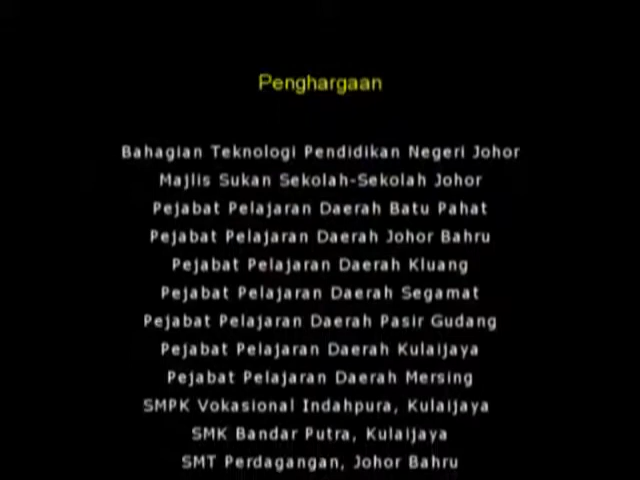 Penghargaan
Bahagian Teknologi Pendidikan Negeri Johor
Majlis Sukan Sekolah-Sekolah Johor
Pejabat Pelajaran Daerah Batu Pahat
Pejabat Pelajaran Daerah Johor Bahru
Pejabat Pelajaran Daerah Kluang
Pejabat Pelajaran Daerah Segamat
Pejabat Pelajaran Daerah Pasir Gudang
Pejabat Pelajaran Daerah Kulaijaya
Pejabat Pelajaran Daerah Mersing
SMPK Vokasional Indahpura, Kulaijaya
SMK Bandar Putra, Kulaijaya
SMT Perdagangan, Johor Bahru